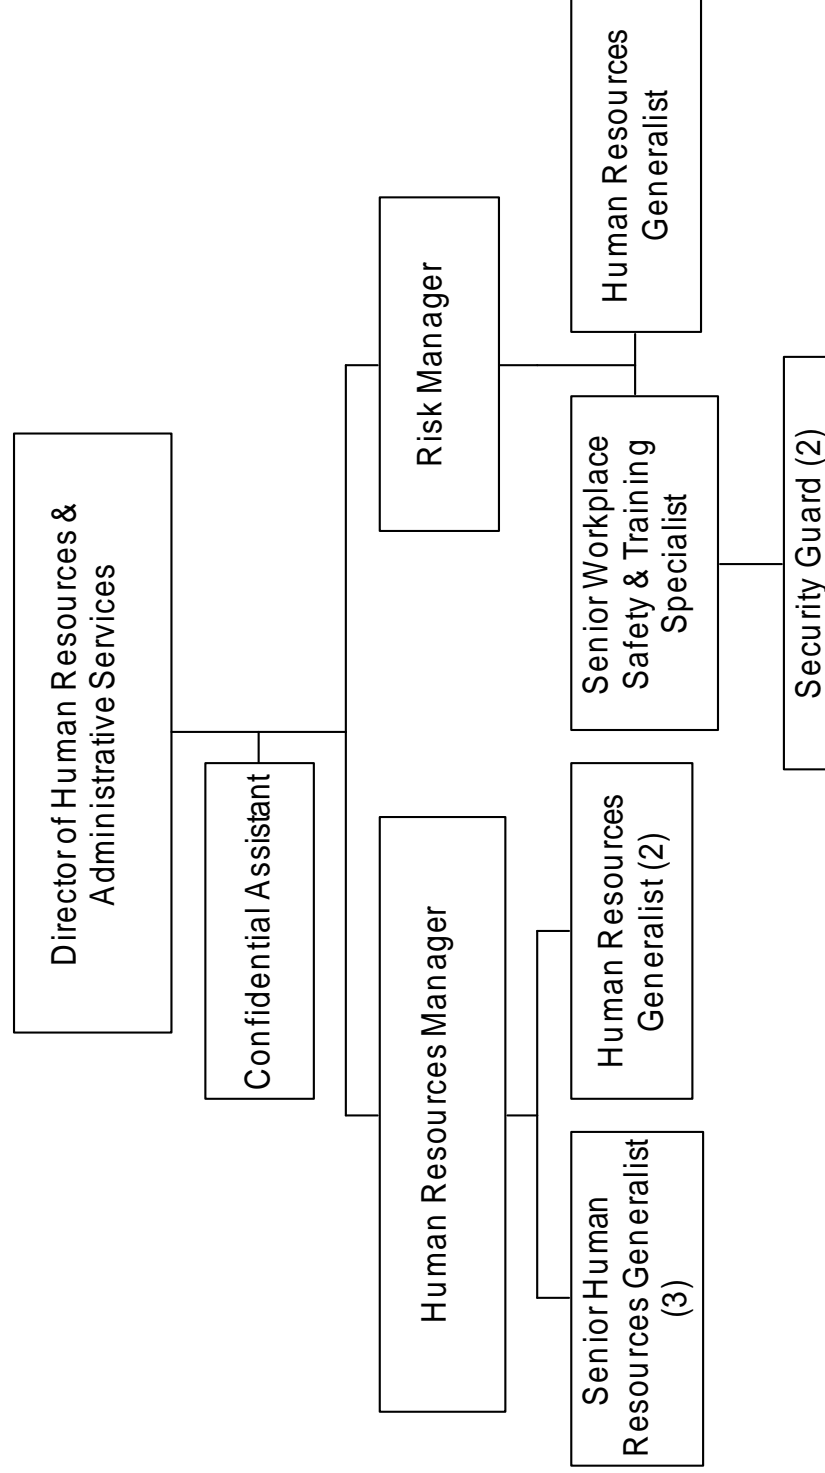 Director of Human Resources &
Administrative Services
Confidential Assistant
Human Resources Manager
Risk Manager
Senior Human
Resources Generalist
(3)
Human Resources
Generalist (2)
Senior Workplace
Safety & Training
Specialist
Human Resources
Generalist
Security Guard (2)